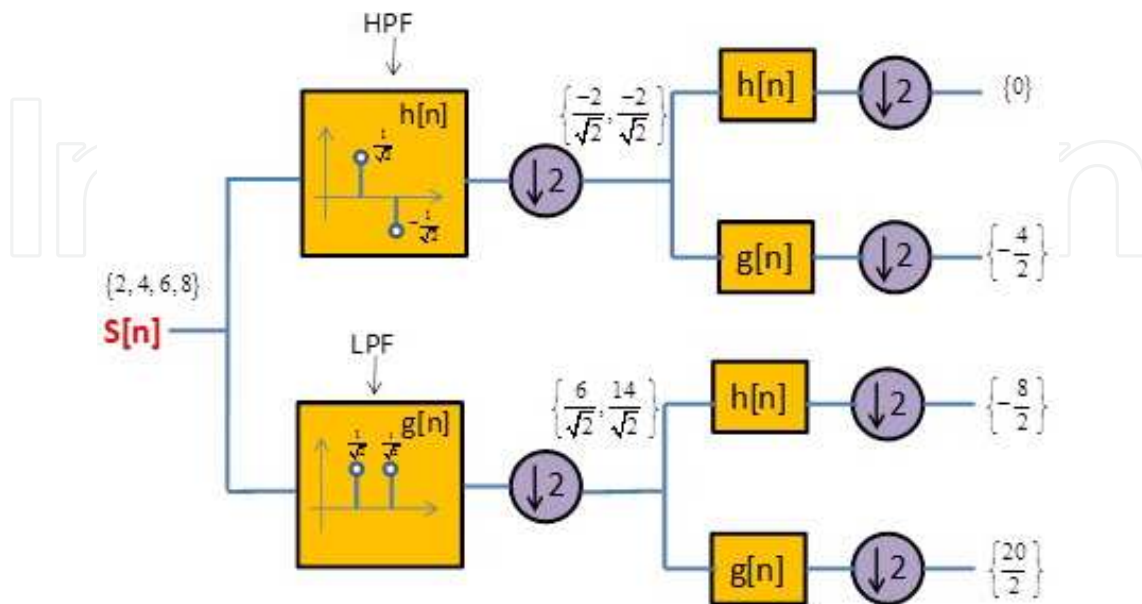 HPF
h[n]
1/√2
-1/√2
↓2
{-2/√2, -2/√2}
h[n]
↓2
{0}
g[n]
↓2
{-4/2}
{2, 4, 6, 8}
S[n]
LPF
g[n]
1/√2 1/√2
↓2
{6/√2, 14/√2}
h[n]
↓2
{-8/2}
g[n]
↓2
{20/2}